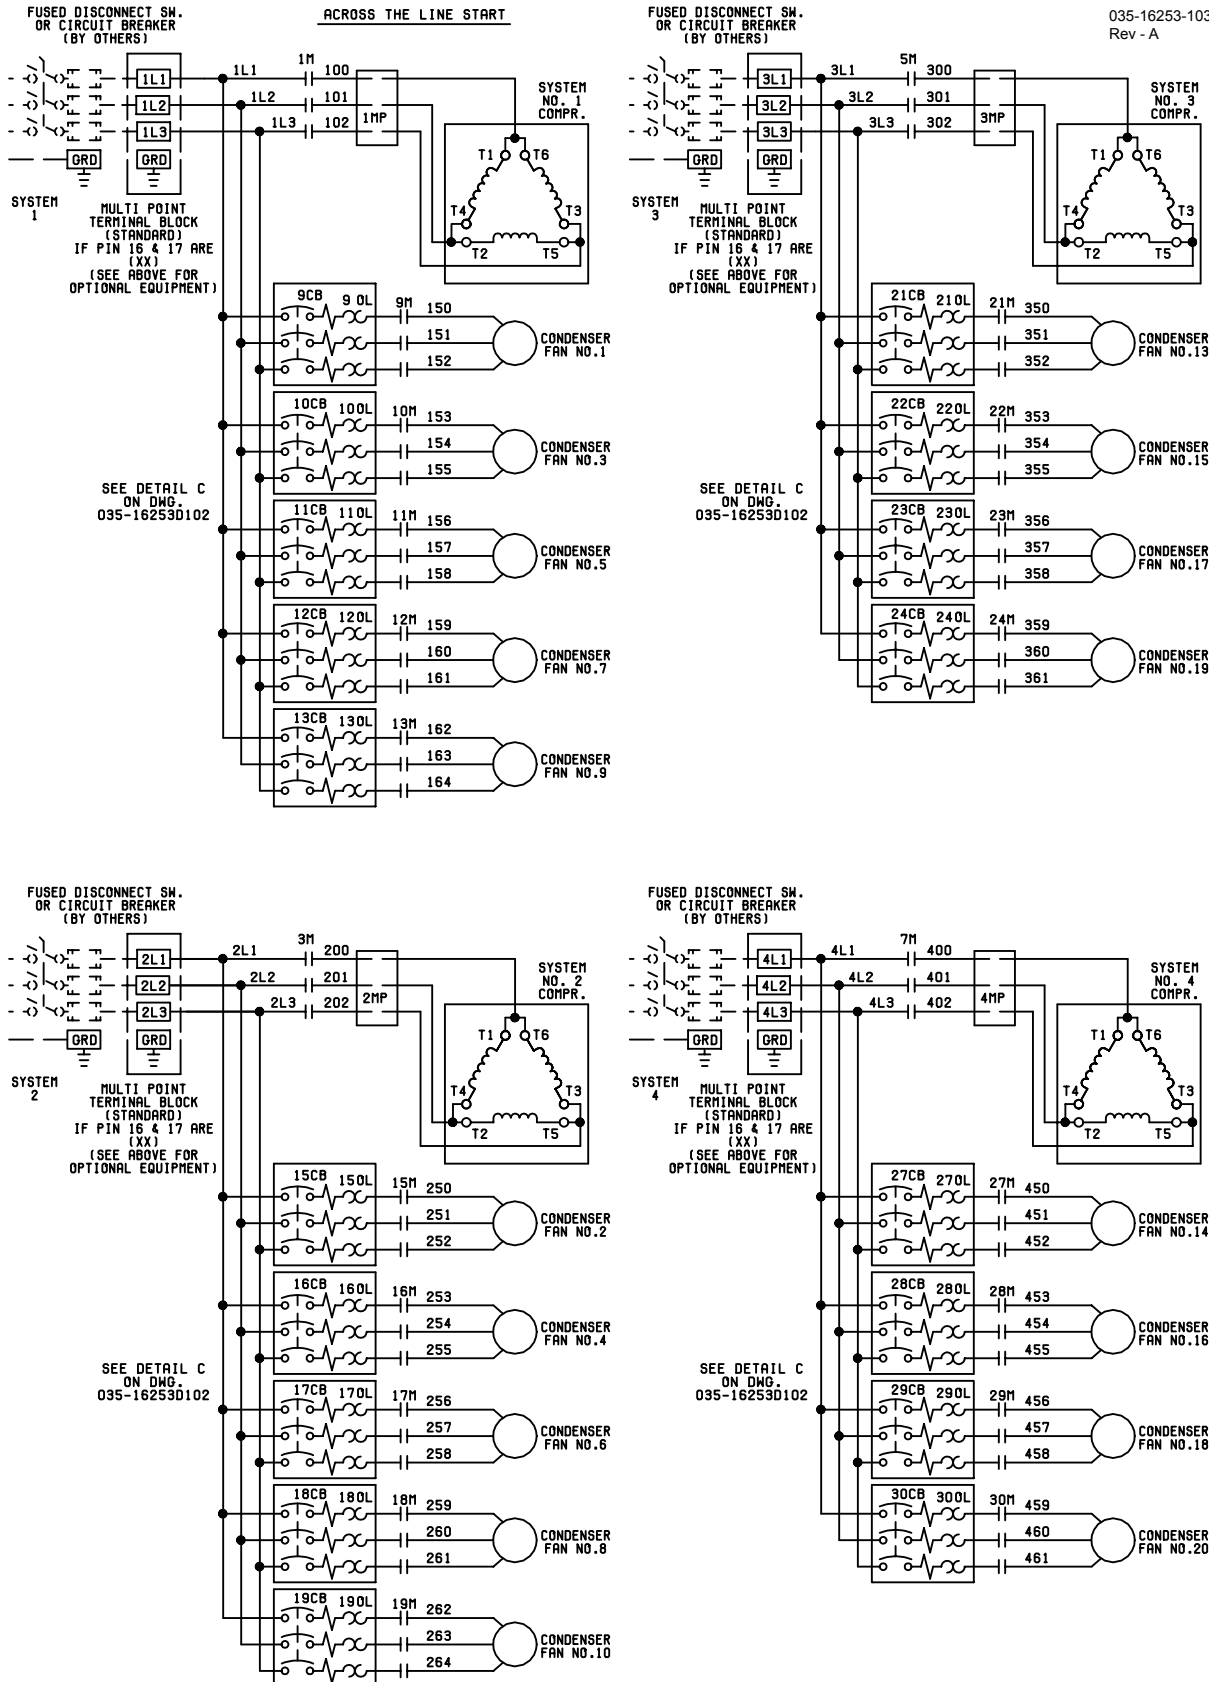 ACROSS THE LINE START
035-16253-103
Rev - A
FUSED DISCONNECT SW.
OR CIRCUIT BREAKER
(BY OTHERS)
1L1
1L2
1L3
GRD
GRD
SYSTEM
1
MULTI POINT
TERMINAL BLOCK
(STANDARD)
IF PIN 16 & 17 ARE
(XX)
(SEE ABOVE FOR
OPTIONAL EQUIPMENT)
1L1
1M
100
1L2
101
1L3
102
1MP
SYSTEM
NO. 1
COMPR.
T1
T6
T4
T3
T2
T5
9CB
9 OL
9M
150
151
152
CONDENSER
FAN NO.1
10CB
10OL
10M
153
154
155
CONDENSER
FAN NO.3
SEE DETAIL C
ON DWG.
035-16253D102
11CB
11OL
11M
156
157
158
CONDENSER
FAN NO.5
12CB
12OL
12M
159
160
161
CONDENSER
FAN NO.7
13CB
13OL
13M
162
163
164
CONDENSER
FAN NO.9
FUSED DISCONNECT SW.
OR CIRCUIT BREAKER
(BY OTHERS)
3L1
3L2
3L3
GRD
GRD
SYSTEM
3
MULTI POINT
TERMINAL BLOCK
(STANDARD)
IF PIN 16 & 17 ARE
(XX)
(SEE ABOVE FOR
OPTIONAL EQUIPMENT)
3L1
5M
300
3L2
301
3L3
302
3MP
SYSTEM
NO. 3
COMPR.
T1
T6
T4
T3
T2
T5
21CB
21OL
21M
350
351
352
CONDENSER
FAN NO.13
22CB
22OL
22M
353
354
355
CONDENSER
FAN NO.15
SEE DETAIL C
ON DWG.
035-16253D102
23CB
23OL
23M
356
357
358
CONDENSER
FAN NO.17
24CB
24OL
24M
359
360
361
CONDENSER
FAN NO.19
FUSED DISCONNECT SW.
OR CIRCUIT BREAKER
(BY OTHERS)
2L1
2L2
2L3
GRD
GRD
SYSTEM
2
MULTI POINT
TERMINAL BLOCK
(STANDARD)
IF PIN 16 & 17 ARE
(XX)
(SEE ABOVE FOR
OPTIONAL EQUIPMENT)
2L1
3M
200
2L2
201
2L3
202
2MP
SYSTEM
NO. 2
COMPR.
T1
T6
T4
T3
T2
T5
15CB
15OL
15M
250
251
252
CONDENSER
FAN NO.2
16CB
16OL
16M
253
254
255
CONDENSER
FAN NO.4
SEE DETAIL C
ON DWG.
035-16253D102
17CB
17OL
17M
256
257
258
CONDENSER
FAN NO.6
18CB
18OL
18M
259
260
261
CONDENSER
FAN NO.8
19CB
19OL
19M
262
263
264
CONDENSER
FAN NO.10
FUSED DISCONNECT SW.
OR CIRCUIT BREAKER
(BY OTHERS)
4L1
4L2
4L3
GRD
GRD
SYSTEM
4
MULTI POINT
TERMINAL BLOCK
(STANDARD)
IF PIN 16 & 17 ARE
(XX)
(SEE ABOVE FOR
OPTIONAL EQUIPMENT)
4L1
7M
400
4L2
401
4L3
402
4MP
SYSTEM
NO. 4
COMPR.
T1
T6
T4
T3
T2
T5
27CB
27OL
27M
450
451
452
CONDENSER
FAN NO.14
28CB
28OL
28M
453
454
455
CONDENSER
FAN NO.16
SEE DETAIL C
ON DWG.
035-16253D102
29CB
29OL
29M
456
457
458
CONDENSER
FAN NO.18
30CB
30OL
30M
459
460
461
CONDENSER
FAN NO.20